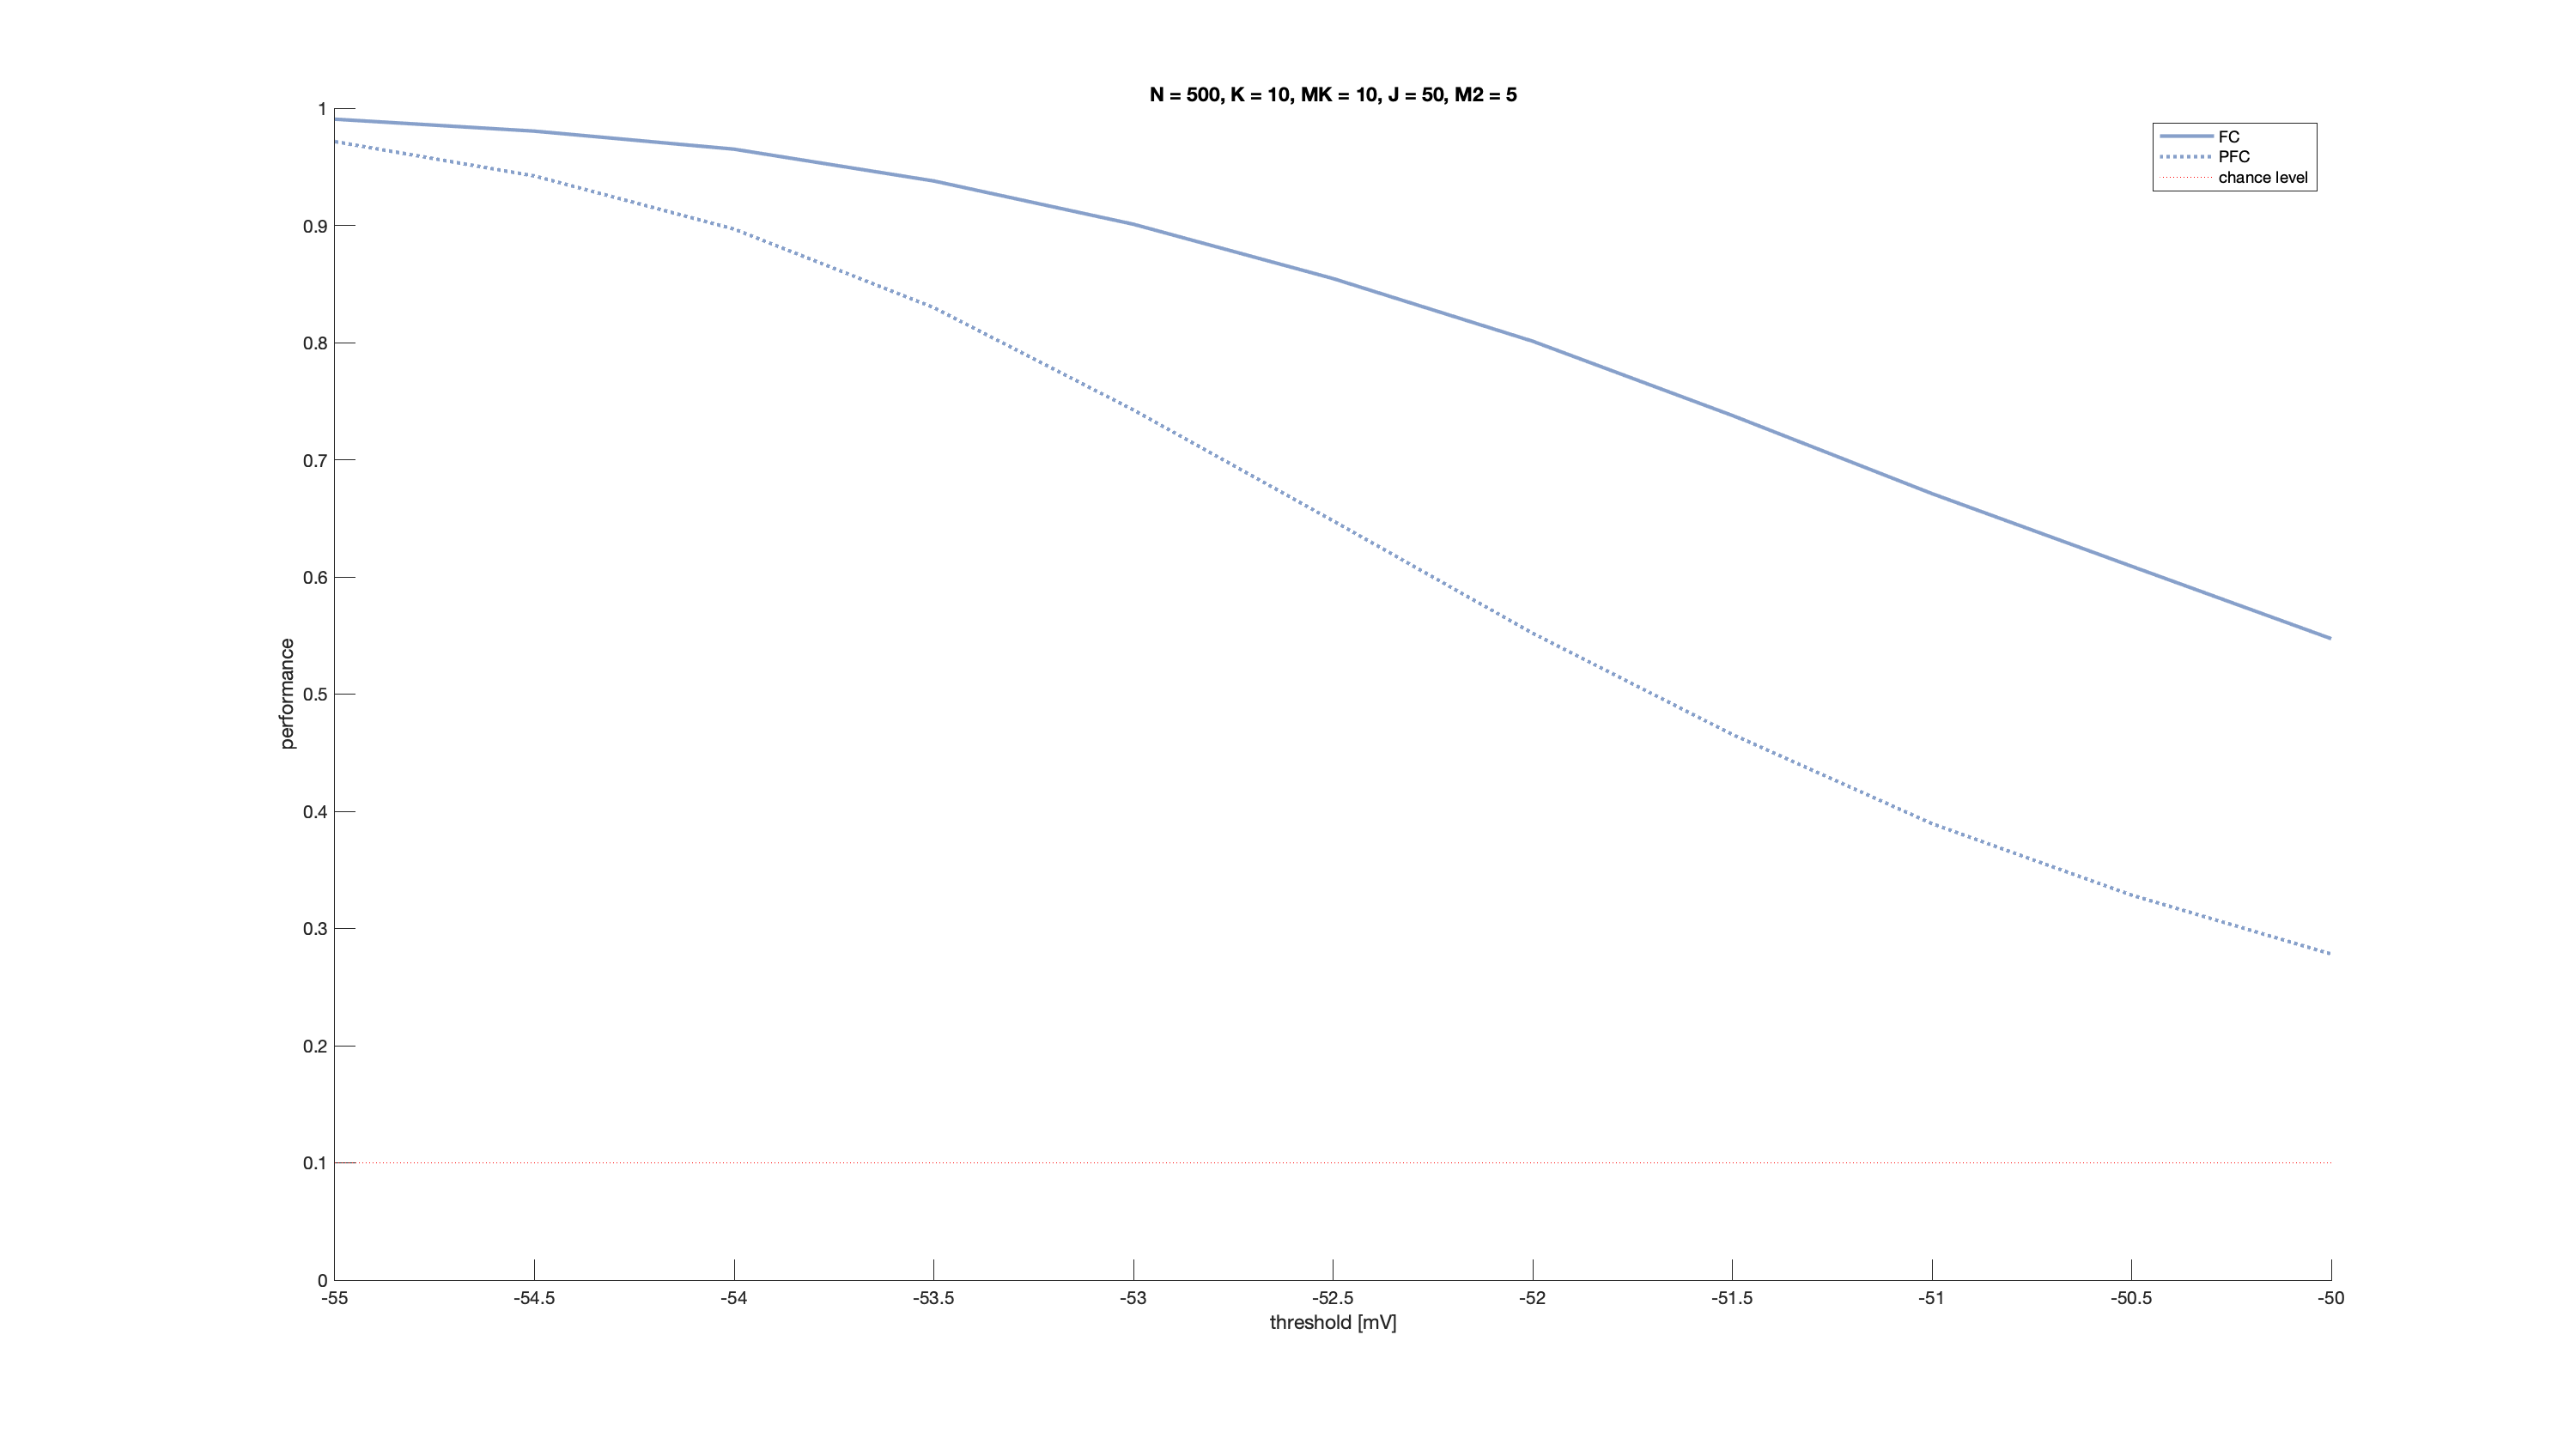 N = 500, K = 10, MK = 10, J = 50, M2 = 5
FC
PFC
chance level
performance
1
0.9
0.8
0.7
0.6
0.5
0.4
0.3
0.2
0.1
0
-55 -54.5 -54 -53.5 -53 -52.5 -52 -51.5 -51 -50.5 -50
threshold [mV]